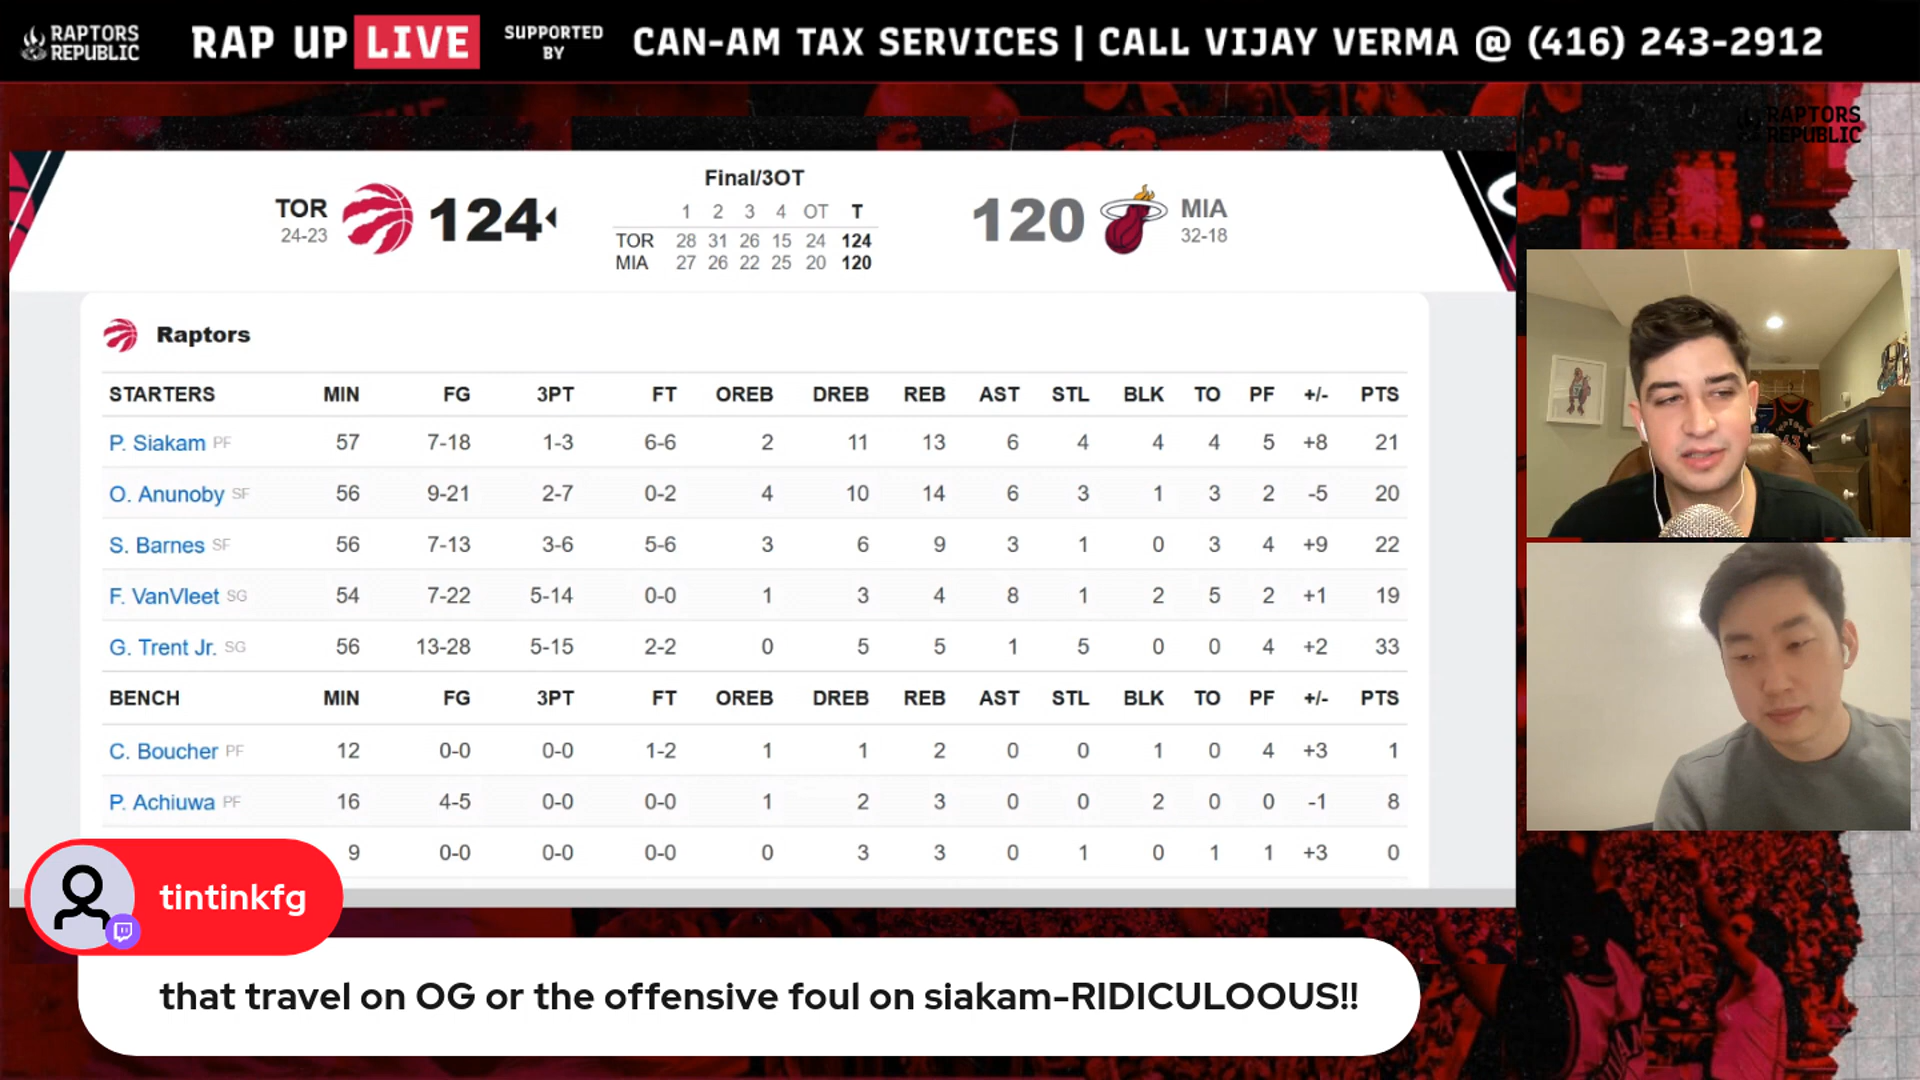 RAPTORS
REPUBLIC
RAP UP LIVE
SUPPORTED
BY
CAN-AM TAX SERVICES | CALL VIJAY VERMA @ (416) 243-2912
RAPTORS
REPUBLIC
TOR
24-23
124
Final/3OT
1 2 3 4 OT T
TOR 28 31 26 15 24 124
MIA 27 26 22 25 20 120
120
MIA
32-18
Raptors
STARTERS MIN FG 3PT FT OREB DREB REB AST STL BLK TO PF +/- PTS
P. Siakam PF 57 7-18 1-3 6-6 2 11 13 6 4 4 4 5 +8 21
O. Anunoby SF 56 9-21 2-7 0-2 4 10 14 6 3 1 3 2 -5 20
S. Barnes SF 56 7-13 3-6 5-6 3 6 9 3 1 0 3 4 +9 22
F. VanVleet SG 54 7-22 5-14 0-0 1 3 4 8 1 2 5 2 +1 19
G. Trent Jr. SG 56 13-28 5-15 2-2 0 5 5 1 5 0 0 4 +2 33
BENCH MIN FG 3PT FT OREB DREB REB AST STL BLK TO PF +/- PTS
C. Boucher PF 12 0-0 0-0 1-2 1 1 2 0 0 1 0 4 +3 1
P. Achiuwa PF 16 4-5 0-0 0-0 1 2 3 0 0 2 0 0 -1 8
9 0-0 0-0 0-0 0 3 3 0 1 0 1 1 +3 0
tintinkfg
that travel on OG or the offensive foul on siakam-RIDICULOOUS!!